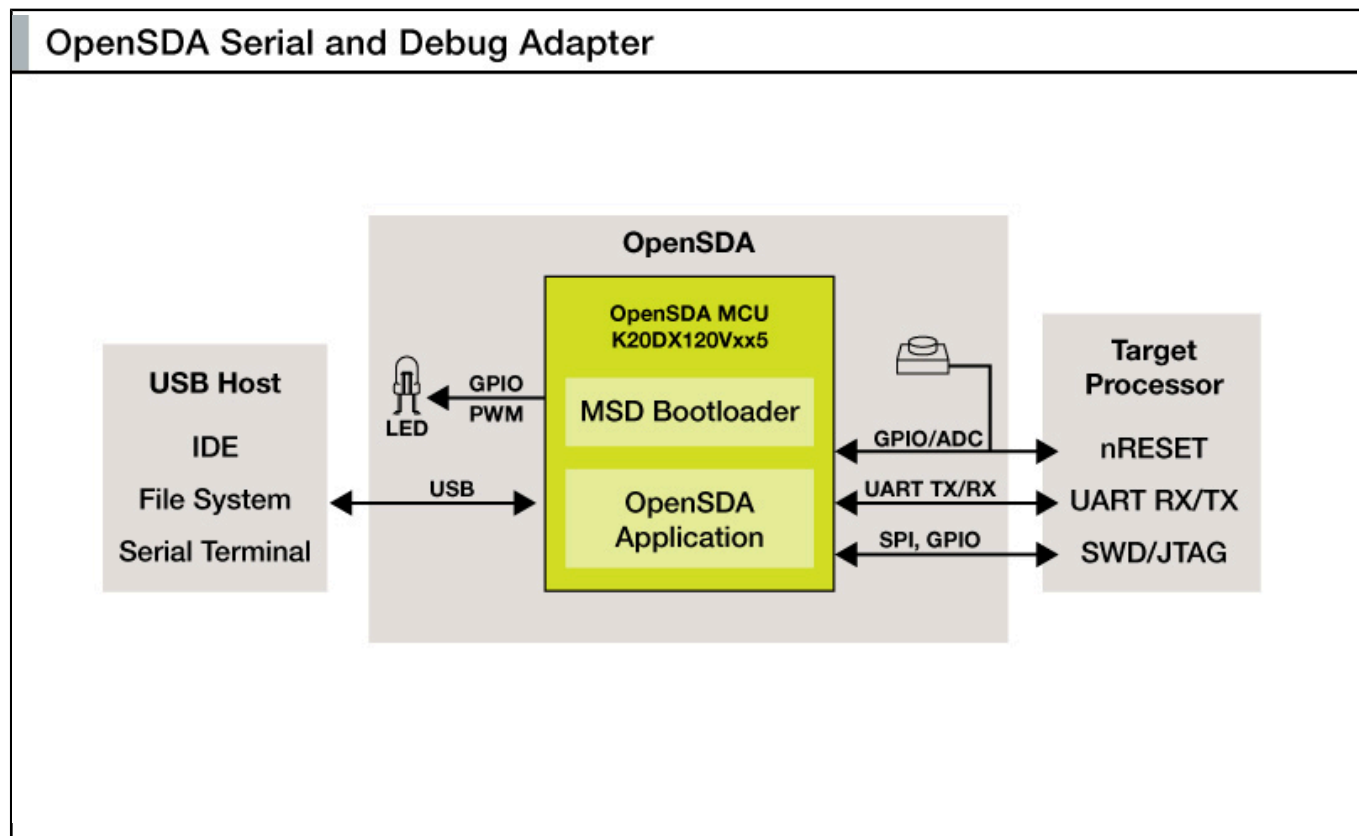 OpenSDA Serial and Debug Adapter
OpenSDA
USB Host
IDE
File System
Serial Terminal
LED
GPIO
PWM
USB
OpenSDA MCU
K20DX120Vxx5
MSD Bootloader
OpenSDA
Application
GPIO/ADC
UART TX/RX
SPI, GPIO
Target
Processor
nRESET
UART RX/TX
SWD/JTAG